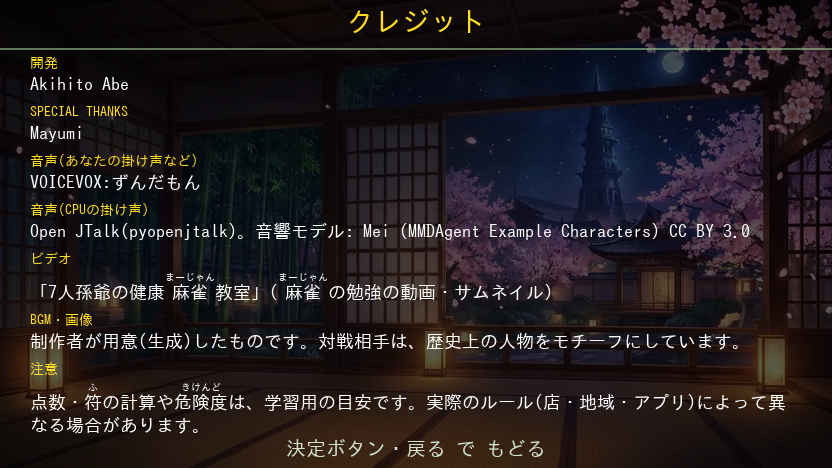 クレジット
開発
Akihito Abe
SPECIAL THANKS
Mayumi
音声(あなたの掛け声など)
VOICEVOX:ずんだもん
音声(CPUの掛け声)
Open JTalk(pyopenjtalk)。音響モデル: Mei (MMDAgent Example Characters) CC BY 3.0
ビデオ
まーじゃん まーじゃん
「7人孫爺の健康 麻雀 教室」( 麻雀 の勉強の動画・サムネイル)
BGM・画像
制作者が用意(生成)したものです。対戦相手は、歴史上の人物をモチーフにしています。
注意
ふ きけんど
点数・符の計算や危険度は、学習用の目安です。実際のルール(店・地域・アプリ)によって異
なる場合があります。
決定ボタン・戻る で もどる